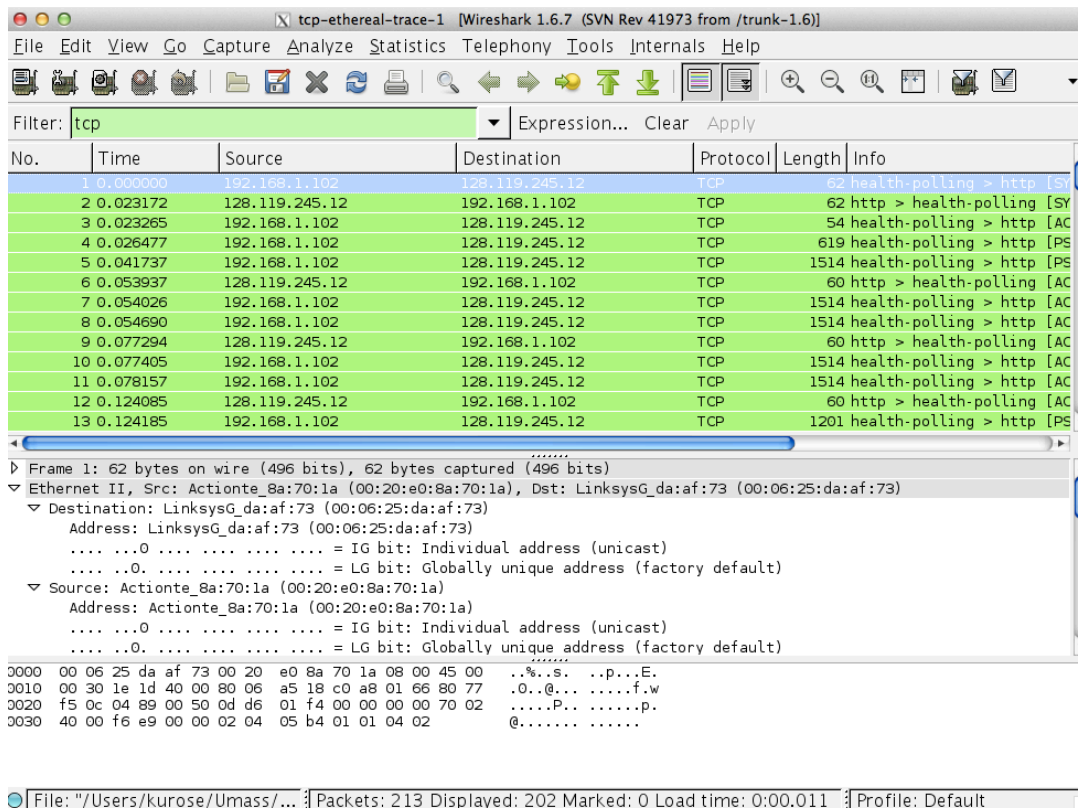 tcp-ethereal-trace-1 [Wireshark 1.6.7 (SVN Rev 41973 from /trunk-1.6)]
File Edit View Go Capture Analyze Statistics Telephony Tools Internals Help
Filter: tcp Expression... Clear Apply
No. Time Source Destination Protocol Length Info
1 0.000000 192.168.1.102 128.119.245.12 TCP 62 health-polling > http [SY
2 0.023172 128.119.245.12 192.168.1.102 TCP 62 http > health-polling [SY
3 0.023265 192.168.1.102 128.119.245.12 TCP 54 health-polling > http [AC
4 0.026477 192.168.1.102 128.119.245.12 TCP 619 health-polling > http [PS
5 0.041737 192.168.1.102 128.119.245.12 TCP 1514 health-polling > http [PS
6 0.053937 128.119.245.12 192.168.1.102 TCP 60 http > health-polling [AC
7 0.054026 192.168.1.102 128.119.245.12 TCP 1514 health-polling > http [AC
8 0.054690 192.168.1.102 128.119.245.12 TCP 1514 health-polling > http [AC
9 0.077294 128.119.245.12 192.168.1.102 TCP 60 http > health-polling [AC
10 0.077405 192.168.1.102 128.119.245.12 TCP 1514 health-polling > http [AC
11 0.078157 192.168.1.102 128.119.245.12 TCP 1514 health-polling > http [AC
12 0.124085 128.119.245.12 192.168.1.102 TCP 60 http > health-polling [AC
13 0.124185 192.168.1.102 128.119.245.12 TCP 1201 health-polling > http [PS
Frame 1: 62 bytes on wire (496 bits), 62 bytes captured (496 bits)
Ethernet II, Src: Actionte_8a:70:1a (00:20:e0:8a:70:1a), Dst: LinksysG_da:af:73 (00:06:25:da:af:73)
Destination: LinksysG_da:af:73 (00:06:25:da:af:73)
Address: LinksysG_da:af:73 (00:06:25:da:af:73)
.... ...0 .... .... .... .... = IG bit: Individual address (unicast)
.... ..0. .... .... .... .... = LG bit: Globally unique address (factory default)
Source: Actionte_8a:70:1a (00:20:e0:8a:70:1a)
Address: Actionte_8a:70:1a (00:20:e0:8a:70:1a)
.... ...0 .... .... .... .... = IG bit: Individual address (unicast)
.... ..0. .... .... .... .... = LG bit: Globally unique address (factory default)
0000 00 06 25 da af 73 00 20 e0 8a 70 1a 08 00 45 00 ..%..s. ..p...E.
0010 00 30 1e 1d 40 00 80 06 a5 18 c0 a8 01 66 80 77 .0..@... .....f.w
0020 f5 0c 04 89 00 50 0d d6 01 f4 00 00 00 00 70 02 .....P.. ......p.
0030 40 00 f6 e9 00 00 02 04 05 b4 01 01 04 02 @....... ......
File: "/Users/kurose/Umass/... Packets: 213 Displayed: 202 Marked: 0 Load time: 0:00.011 Profile: Default